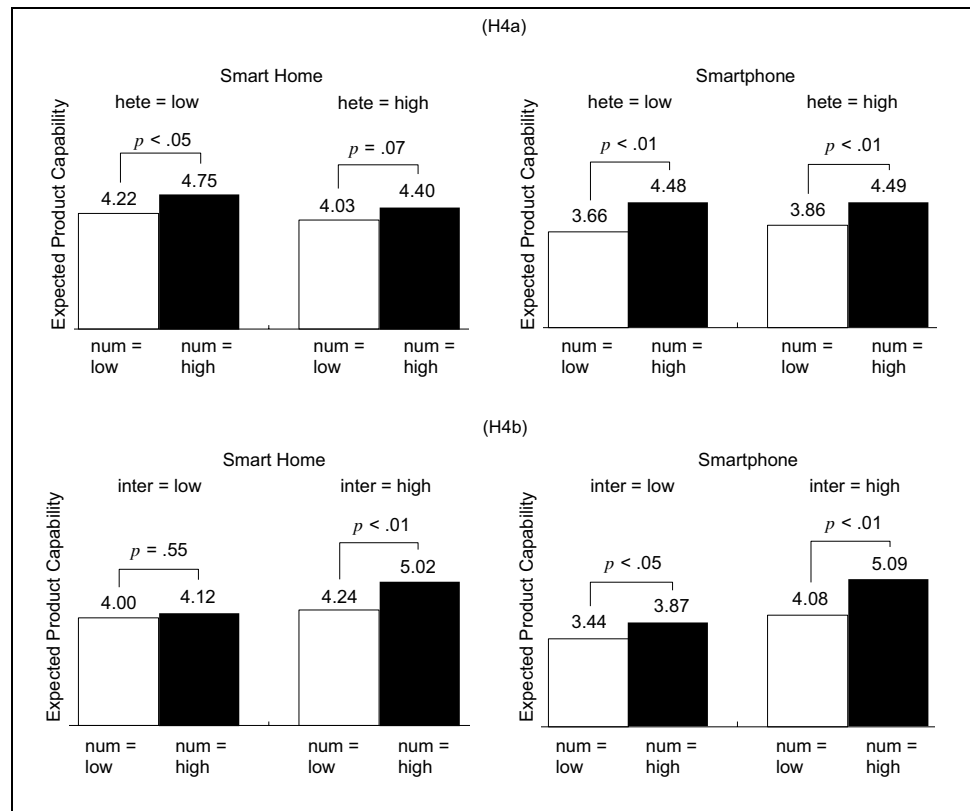 (H4a)
Smart Home
hete = low
hete = high
Expected Product Capability
p < .05
4.22
4.75
p = .07
4.03
4.40
num =
low
num =
high
num =
low
num =
high
Smartphone
hete = low
hete = high
Expected Product Capability
p < .01
3.66
4.48
p < .01
3.86
4.49
num =
low
num =
high
num =
low
num =
high
(H4b)
Smart Home
inter = low
inter = high
Expected Product Capability
p = .55
4.00
4.12
p < .01
4.24
5.02
num =
low
num =
high
num =
low
num =
high
Smartphone
inter = low
inter = high
Expected Product Capability
p < .05
3.44
3.87
p < .01
4.08
5.09
num =
low
num =
high
num =
low
num =
high